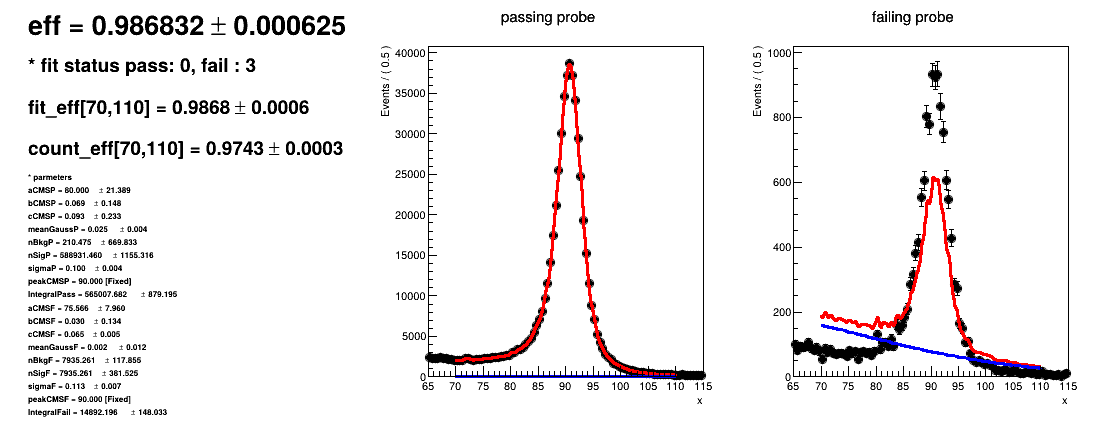 eff = 0.986832 ± 0.000625
* fit status pass: 0, fail : 3
fit_eff[70,110] = 0.9868 ± 0.0006
count_eff[70,110] = 0.9743 ± 0.0003
* parmeters
aCMSP = 80.000 ± 21.389
bCMSP = 0.069 ± 0.148
cCMSP = 0.093 ± 0.233
meanGaussP = 0.025 ± 0.004
nBkgP = 210.475 ± 669.833
nSigP = 588931.460 ± 1155.316
sigmaP = 0.100 ± 0.004
peakCMSP = 90.000 [Fixed]
IntegralPass = 565007.682 ± 879.195
aCMSF = 75.566 ± 7.960
bCMSF = 0.030 ± 0.134
cCMSF = 0.065 ± 0.005
meanGaussF = 0.002 ± 0.012
nBkgF = 7935.261 ± 117.855
nSigF = 7935.261 ± 381.525
sigmaF = 0.113 ± 0.007
peakCMSF = 90.000 [Fixed]
IntegralFail = 14892.196 ± 148.033
passing probe
Events / ( 0.5 )
40000
35000
30000
25000
20000
15000
10000
5000
0
65 70 75 80 85 90 95 100 105 110 115
x
failing probe
Events / ( 0.5 )
1000
800
600
400
200
0
65 70 75 80 85 90 95 100 105 110 115
x